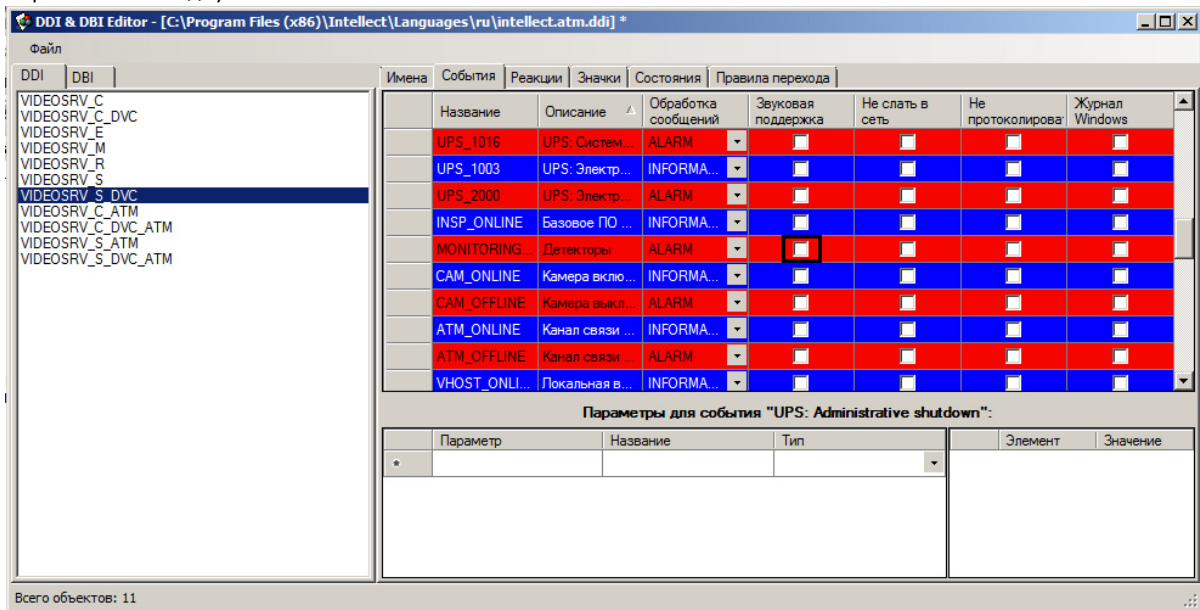 DDI & DBI Editor - [C:\Program Files (x86)\Intellect\Languages\ru\intellect.atm.ddi] *
Файл
DDI DBI
VIDEOSRV_C
VIDEOSRV_C_DVC
VIDEOSRV_E
VIDEOSRV_M
VIDEOSRV_R
VIDEOSRV_S
VIDEOSRV_S_DVC
VIDEOSRV_C_ATM
VIDEOSRV_C_DVC_ATM
VIDEOSRV_S_ATM
VIDEOSRV_S_DVC_ATM
Имена События Реакции Значки Состояния Правила перехода
Название Описание Обработка сообщений Звуковая поддержка Не слать в сеть Не протоколироват Журнал Windows
UPS_1016 UPS: Систем... ALARM
UPS_1003 UPS: Электр... INFORMA...
UPS_2000 UPS: Электр... ALARM
INSP_ONLINE Базовое ПО ... INFORMA...
MONITORING... Детекторы ALARM
CAM_ONLINE Камера вклю... INFORMA...
CAM_OFFLINE Камера выкл... ALARM
ATM_ONLINE Канал связи ... INFORMA...
ATM_OFFLINE Канал связи ... ALARM
VHOST_ONLI... Локальная в... INFORMA...
Параметры для события "UPS: Administrative shutdown":
Параметр Название Тип Элемент Значение
*
Всего объектов: 11